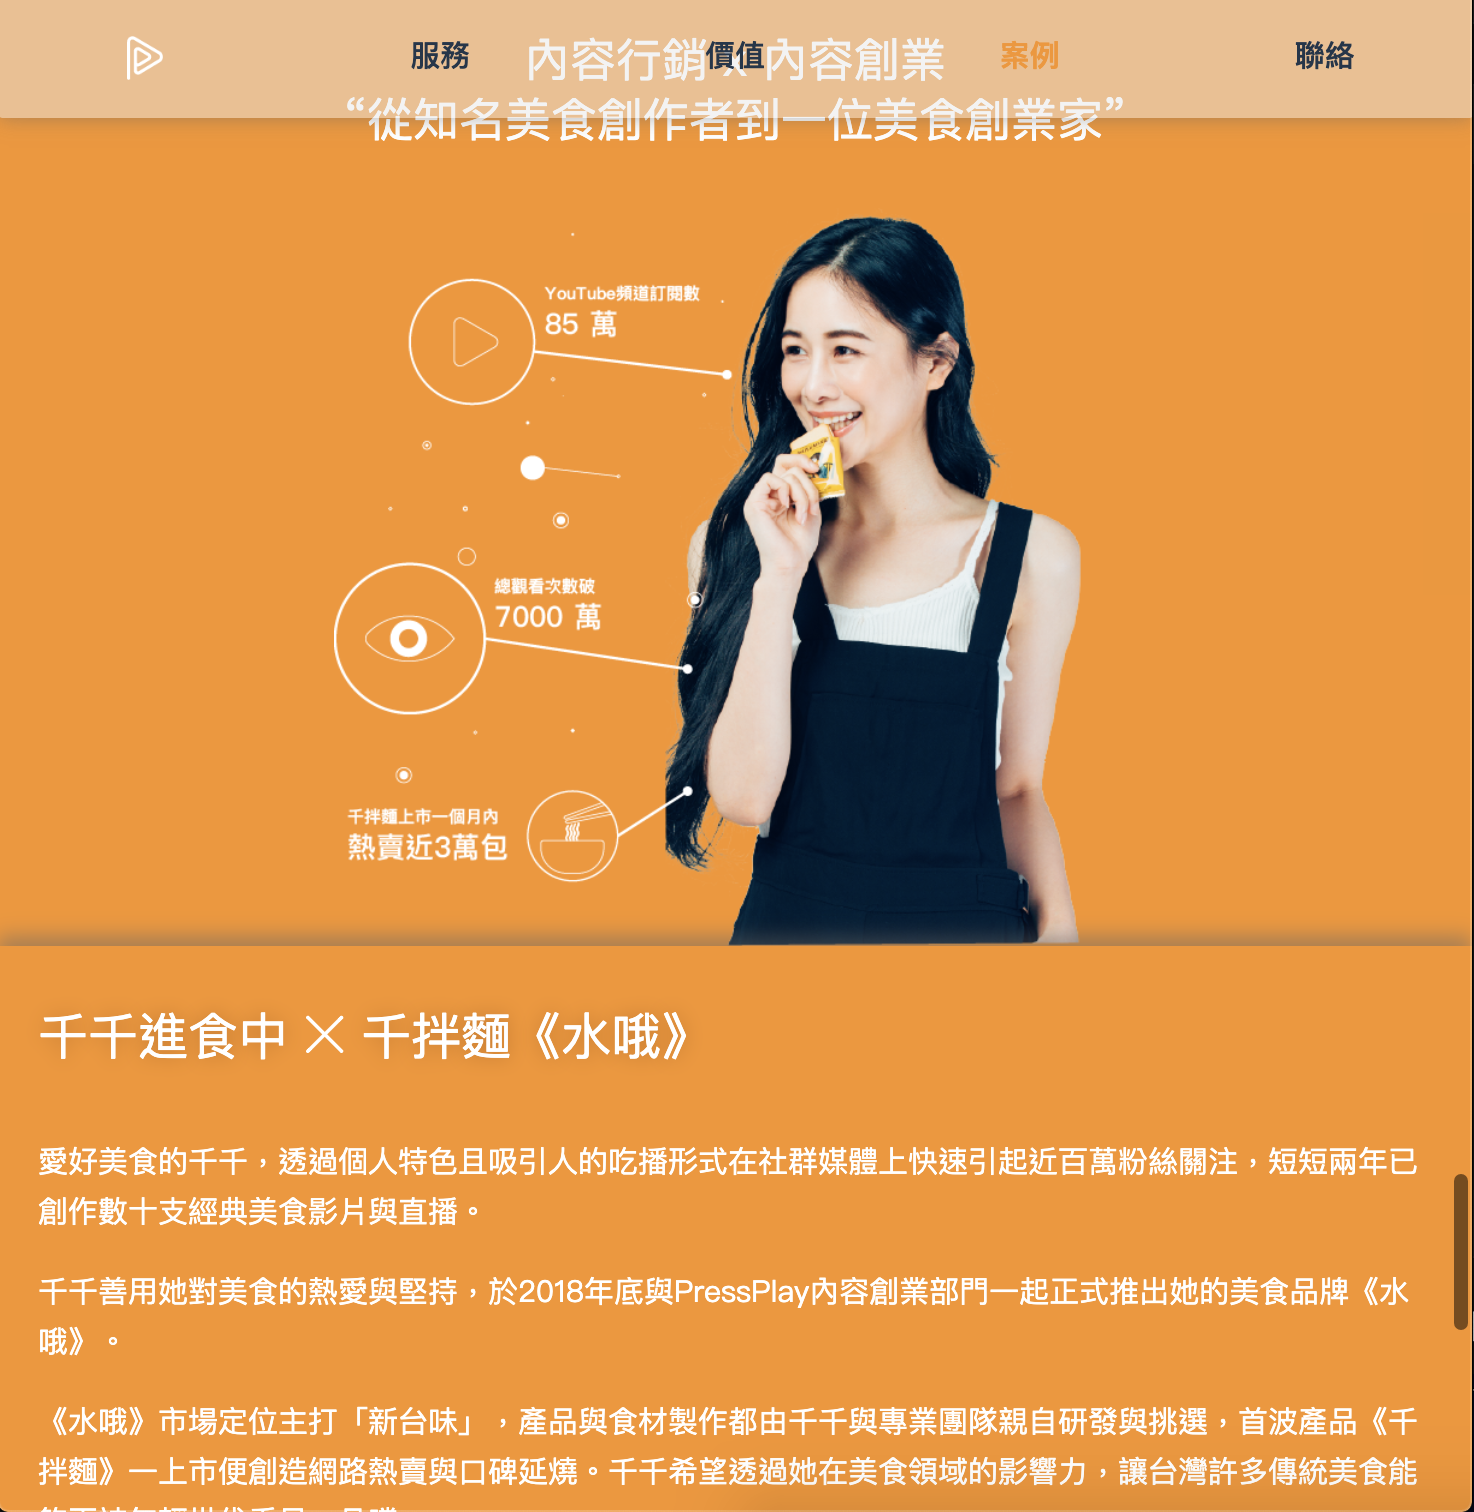 服務
價值
案例
聯絡
內容行銷 x 內容創業
“從知名美食創作者到一位美食創業家”
YouTube頻道訂閱數
85 萬
總觀看次數破
7000 萬
千拌麵上市一個月內
熱賣近3萬包
千千進食中 × 千拌麵《水哦》
愛好美食的千千，透過個人特色且吸引人的吃播形式在社群媒體上快速引起近百萬粉絲關注，短短兩年已
創作數十支經典美食影片與直播。
千千善用她對美食的熱愛與堅持，於2018年底與PressPlay內容創業部門一起正式推出她的美食品牌《水
哦》。
《水哦》市場定位主打「新台味」，產品與食材製作都由千千與專業團隊親自研發與挑選，首波產品《千
拌麵》一上市便創造網路熱賣與口碑延燒。千千希望透過她在美食領域的影響力，讓台灣許多傳統美食能